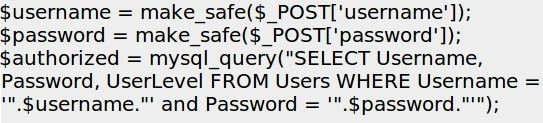 $username = make_safe($_POST['username']);
$password = make_safe($_POST['password']);
$authorized = mysql_query("SELECT Username,
Password, UserLevel FROM Users WHERE Username =
'".$username."' and Password = '".$password."'");